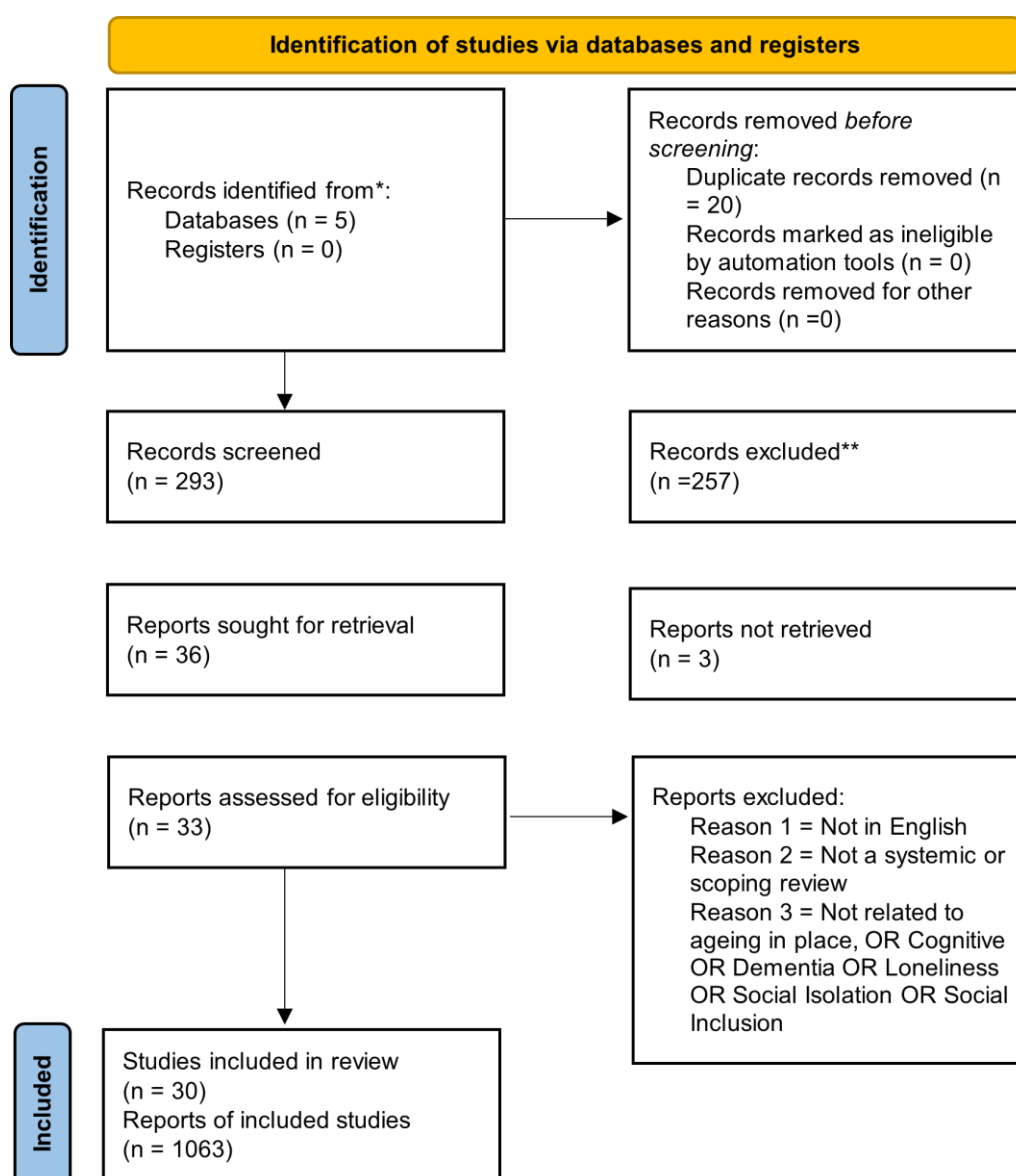 Identification of studies via databases and registers
Identification
Records identified from*:
Databases (n = 5)
Registers (n = 0)
Records removed before
screening:
Duplicate records removed (n
= 20)
Records marked as ineligible
by automation tools (n = 0)
Records removed for other
reasons (n =0)
Records screened
(n = 293)
Records excluded**
(n =257)
Reports sought for retrieval
(n = 36)
Reports not retrieved
(n = 3)
Reports assessed for eligibility
(n = 33)
Reports excluded:
Reason 1 = Not in English
Reason 2 = Not a systemic or
scoping review
Reason 3 = Not related to
ageing in place, OR Cognitive
OR Dementia OR Loneliness
OR Social Isolation OR Social
Inclusion
Included
Studies included in review
(n = 30)
Reports of included studies
(n = 1063)